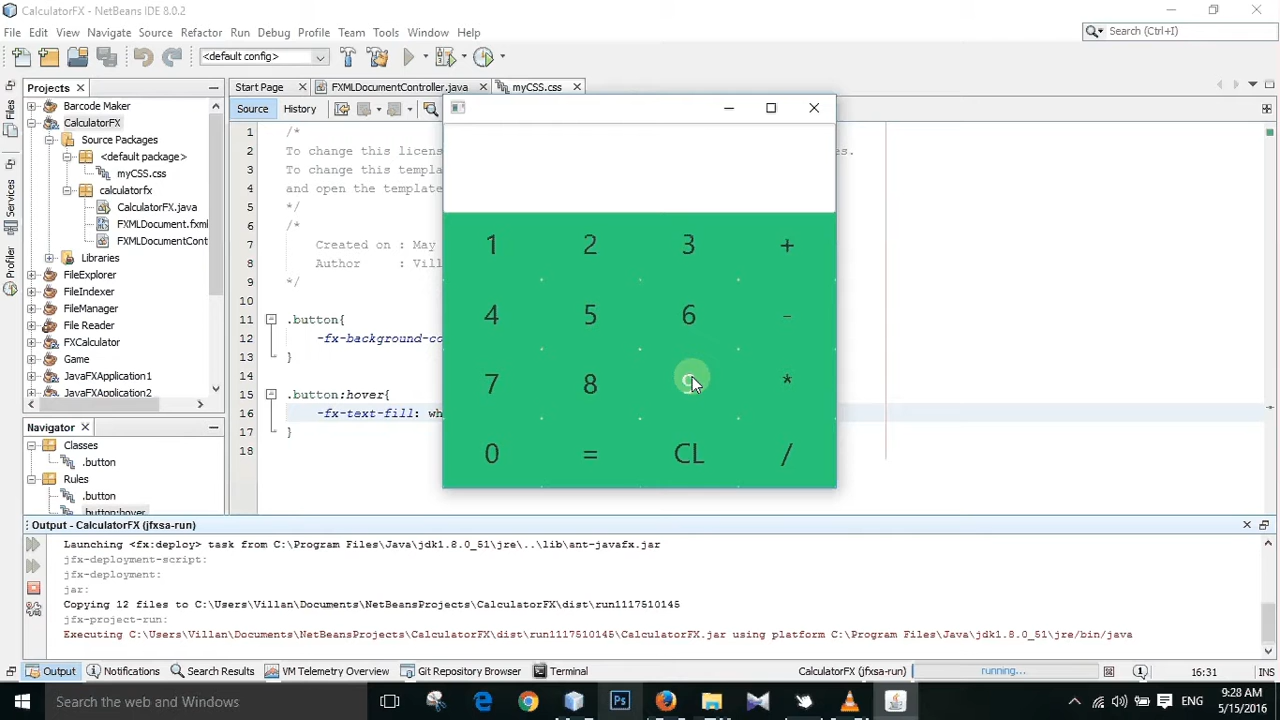 CalculatorFX - NetBeans IDE 8.0.2
File Edit View Navigate Source Refactor Run Debug Profile Team Tools Window Help
Search (Ctrl+I)
<default config>
Projects
Files
Services
Profiler
Barcode Maker
CalculatorFX
Source Packages
<default package>
myCSS.css
calculatorfx
CalculatorFX.java
FXMLDocument.fxml
FXMLDocumentCont
Libraries
FileExplorer
FileIndexer
FileManager
File Reader
FXCalculator
Game
JavaFXApplication1
JavaFXApplication2
Navigator
Classes
.button
Rules
.button
.button:hover
Start Page FXMLDocumentController.java myCSS.css
Source History
1 /*
2 To change this licens es.
3 To change this templa
4 and open the template
5 */
6 /*
7 Created on : May
8 Author : Vill
9 */
10
11 .button{
12 -fx-background-co
13 }
14
15 .button:hover{
16 -fx-text-fill: wh
17 }
18
1 2 3 +
4 5 6 -
7 8 *
0 = CL /
Output - CalculatorFX (jfxsa-run)
Launching <fx:deploy> task from C:\Program Files\Java\jdk1.8.0_51\jre\..\lib\ant-javafx.jar
jfx-deployment-script:
jfx-deployment:
jar:
Copying 12 files to C:\Users\Villan\Documents\NetBeansProjects\CalculatorFX\dist\run1117510145
jfx-project-run:
Executing C:\Users\Villan\Documents\NetBeansProjects\CalculatorFX\dist\run1117510145\CalculatorFX.jar using platform C:\Program Files\Java\jdk1.8.0_51\jre/bin/java
Output Notifications Search Results VM Telemetry Overview Git Repository Browser Terminal
CalculatorFX (jfxsa-run) running... 1 16:31 INS
Search the web and Windows
Ps
ENG
9:28 AM
5/15/2016